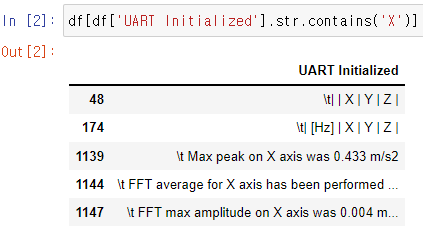 In [2]: df[df['UART Initialized'].str.contains('X')]
Out[2]:
UART Initialized
48 \t| | X | Y | Z |
174 \t| [Hz] | X | Y | Z |
1139 \t Max peak on X axis was 0.433 m/s2
1144 \t FFT average for X axis has been performed ...
1147 \t FFT max amplitude on X axis was 0.004 m...